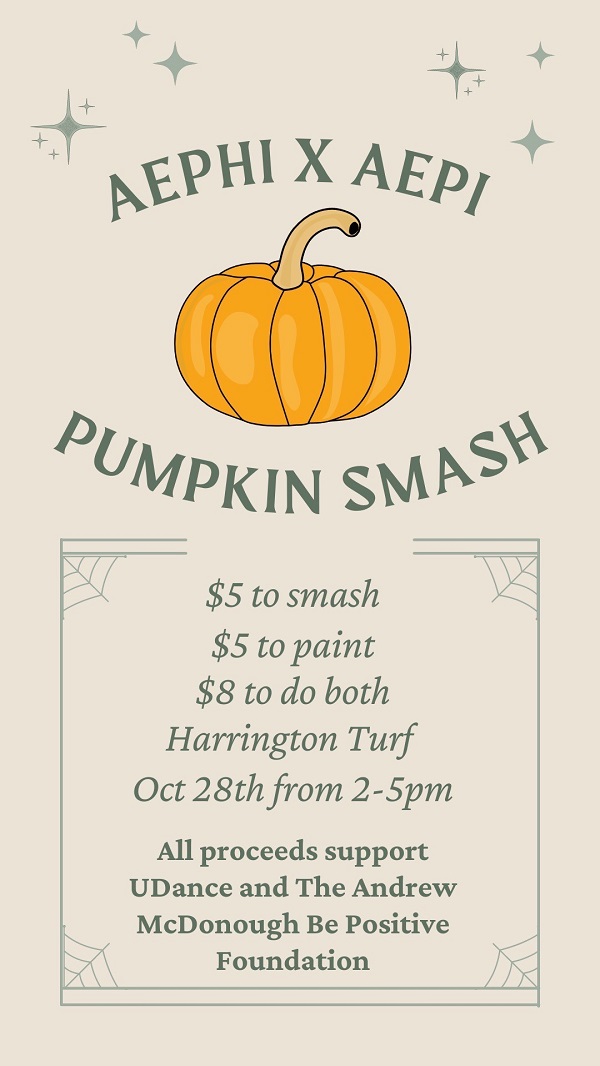 AEPHI X AEPI
PUMPKIN SMASH
$5 to smash
$5 to paint
$8 to do both
Harrington Turf
Oct 28th from 2-5pm
All proceeds support
UDance and The Andrew
McDonough Be Positive
Foundation